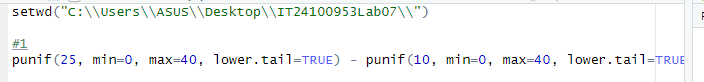 setwd("C:\\Users\\ASUS\\Desktop\\IT24100953Lab07\\")
#1
punif(25, min=0, max=40, lower.tail=TRUE) - punif(10, min=0, max=40, lower.tail=TRUE